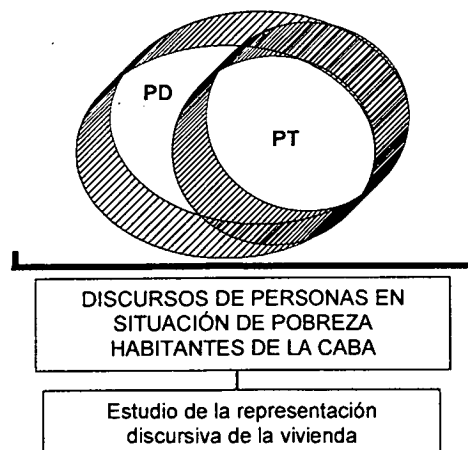 PD
PT
DISCURSOS DE PERSONAS EN
SITUACIÓN DE POBREZA
HABITANTES DE LA CABA
Estudio de la representación
discursiva de la vivienda